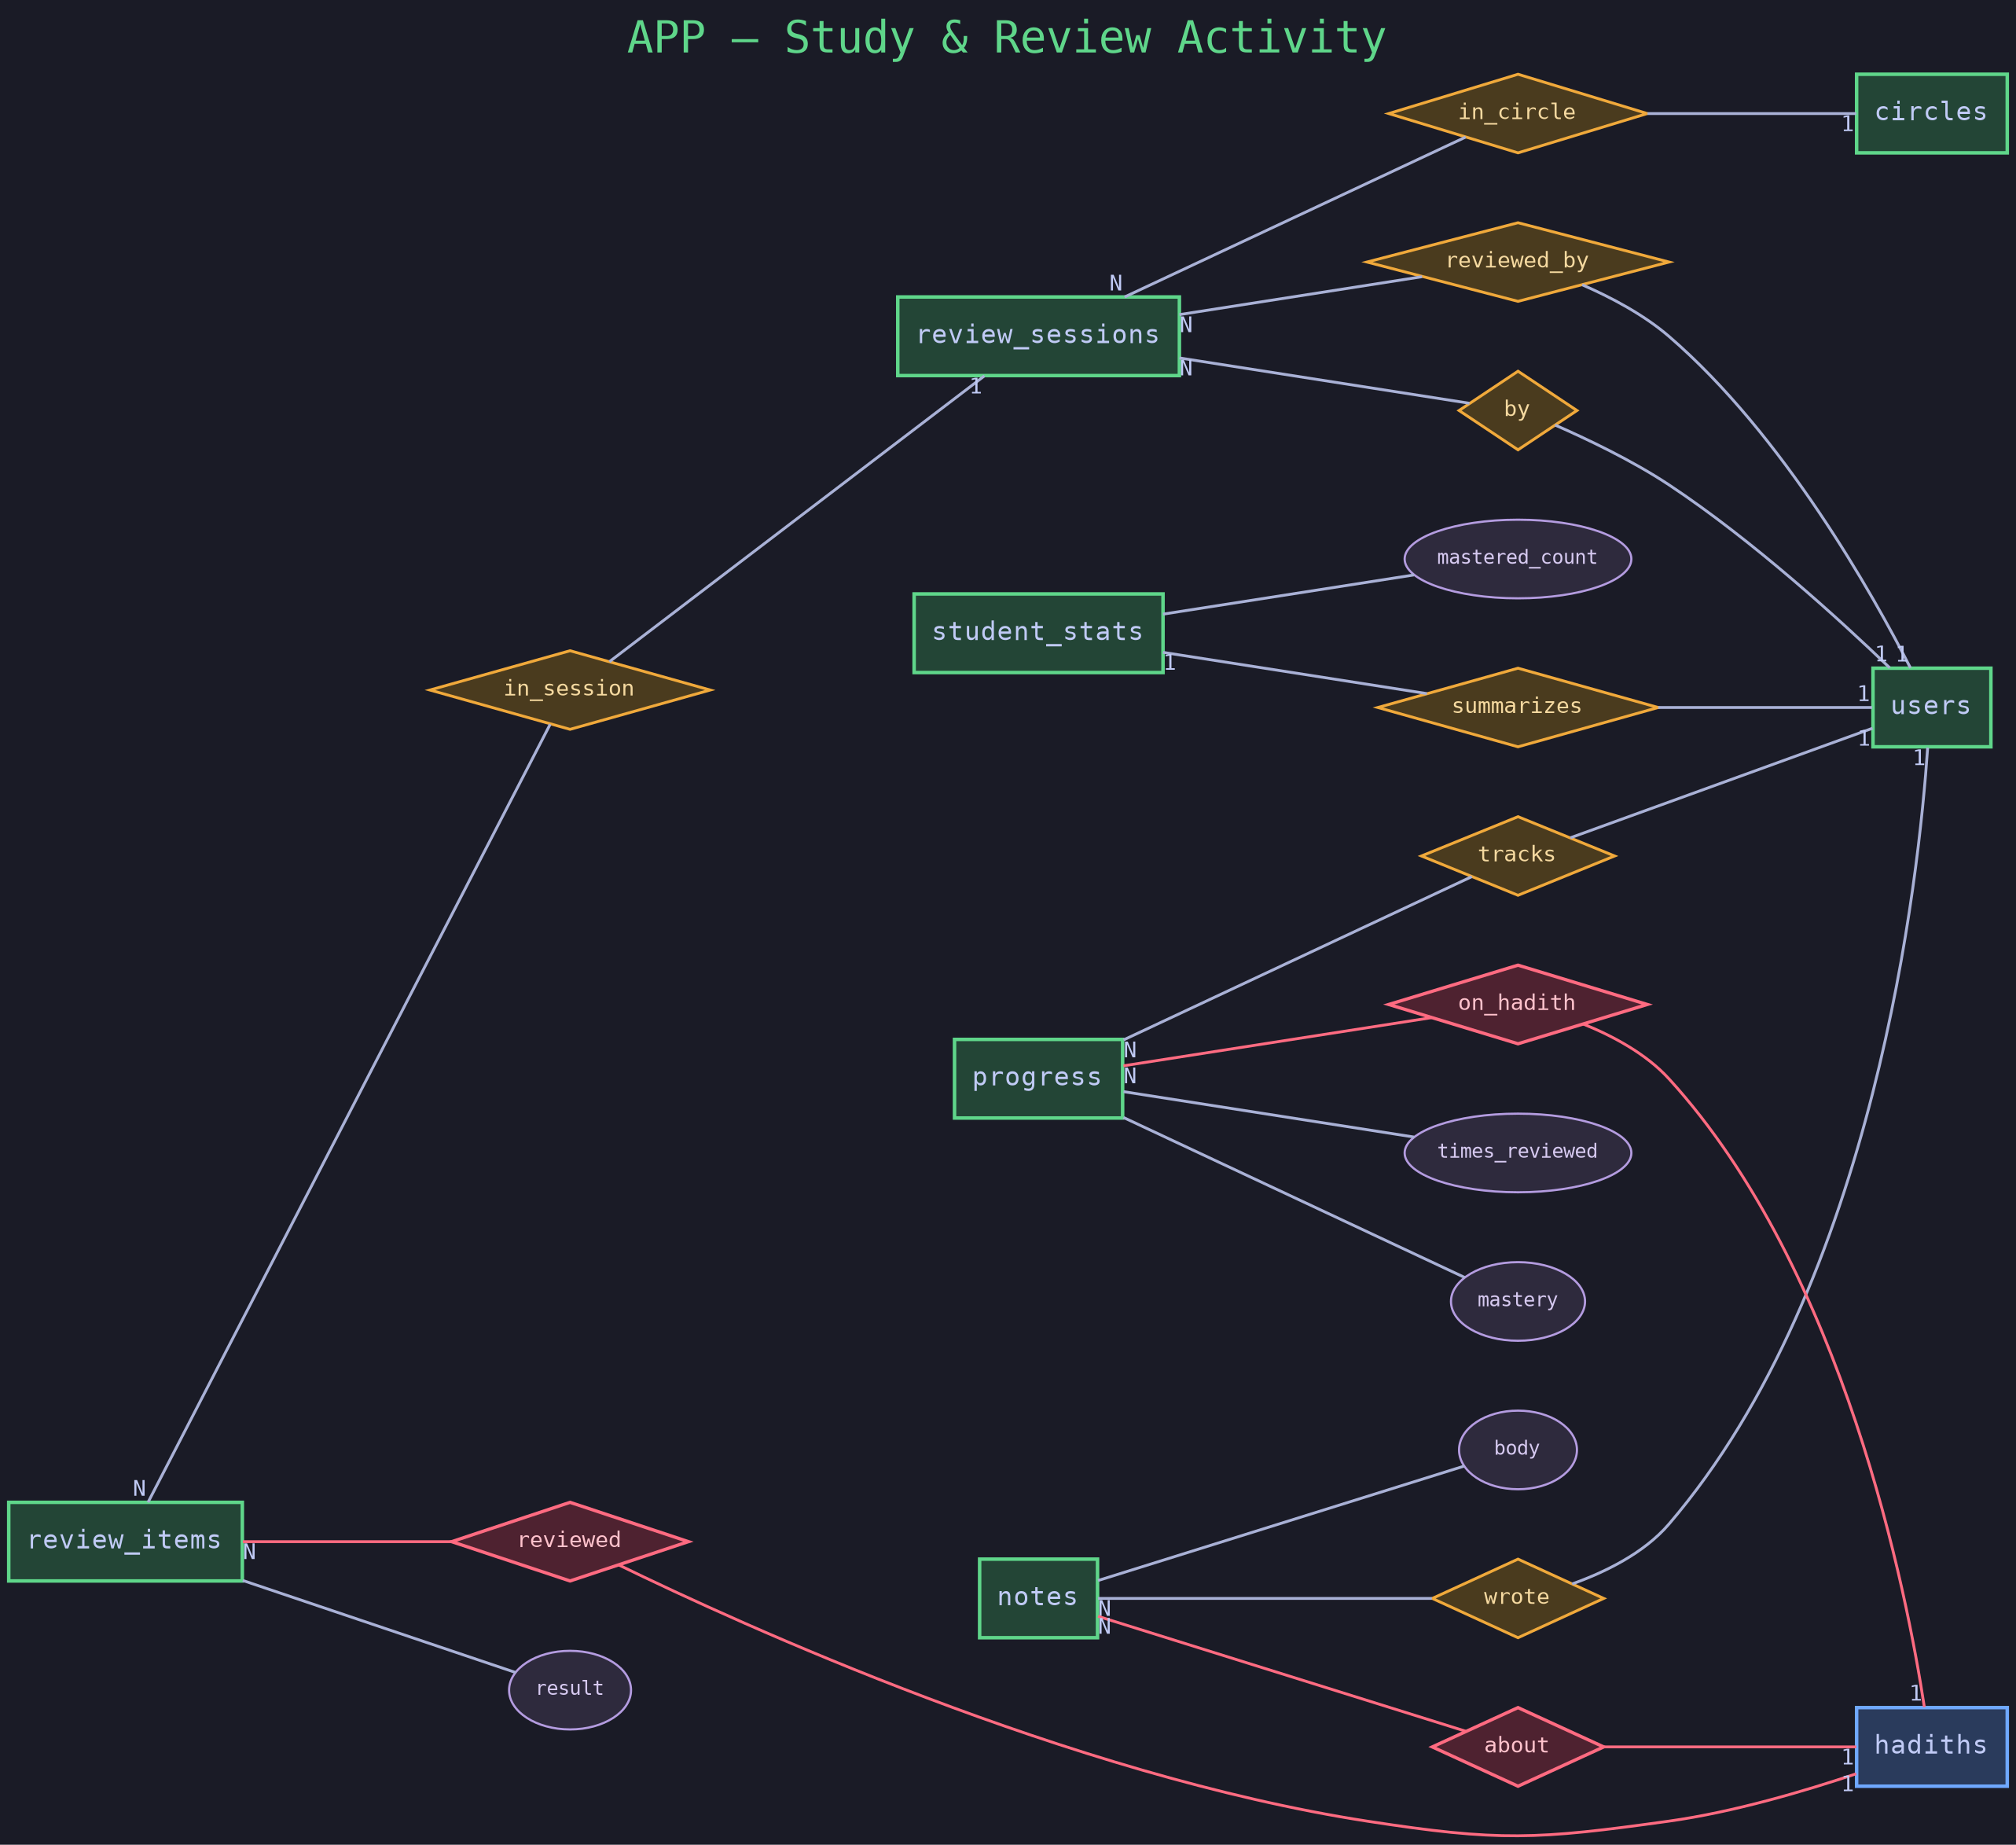 APP — Study & Review Activity
in_circle
circles
1
reviewed_by
N
review_sessions
N
N
1
by
mastered_count
student_stats
1
summarizes
in_session
1 1
1
users
1
1
tracks
on_hadith
progress
N
N
times_reviewed
mastery
body
N
review_items
N
reviewed
notes
N
N
wrote
result
1
about
hadiths
1
1